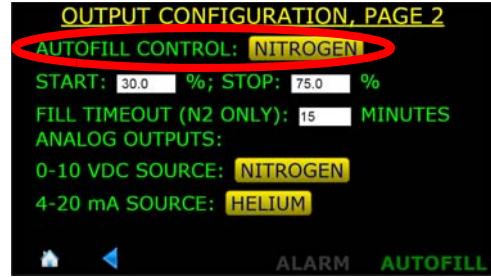 OUTPUT CONFIGURATION, PAGE 2
AUTOFILL CONTROL: NITROGEN
START: 30.0 %; STOP: 75.0 %
FILL TIMEOUT (N2 ONLY): 15 MINUTES
ANALOG OUTPUTS:
0-10 VDC SOURCE: NITROGEN
4-20 mA SOURCE: HELIUM
ALARM AUTOFILL